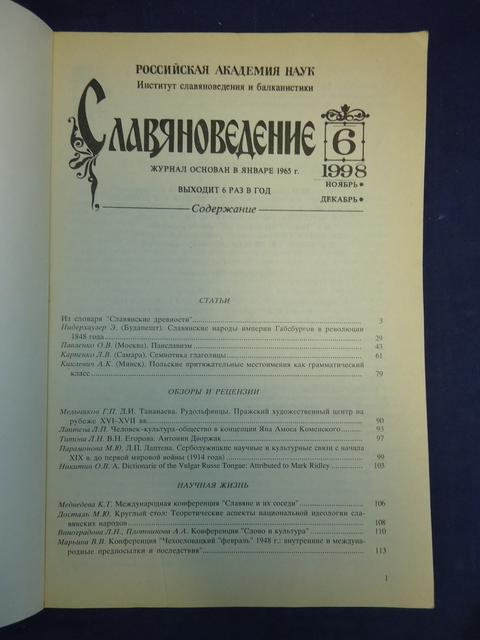 РОССИЙСКАЯ АКАДЕМИЯ НАУК
Институт славяноведения и балканистики
СЛАВЯНОВЕДЕНИЕ 6
ЖУРНАЛ ОСНОВАН В ЯНВАРЕ 1965 г.
1998
НОЯБРЬ
ВЫХОДИТ 6 РАЗ В ГОД
ДЕКАБРЬ
Содержание
СТАТЬИ
Из словаря "Славянские древности" 3
Нидерхаузер Э. (Будапешт). Славянские народы империи Габсбургов в революции
1848 года 29
Павленко О.В. (Москва). Панславизм 43
Карпенко Л.В. (Самара). Семиотика глаголицы 61
Киклевич А.К. (Минск). Польские притяжательные местоимения как грамматический
класс 79
ОБЗОРЫ И РЕЦЕНЗИИ
Мельников Г.П. Л.И. Тананаева. Рудольфинцы. Пражский художественный центр на
рубеже XVI–XVII вв. 90
Лаптева Л.П. Человек–культура–общество в концепции Яна Амоса Коменского 93
Титова Л.Н. В.Н. Егорова. Антонин Дворжак 97
Парамонова М.Ю. Л.П. Лаптева. Серболужицкие научные и культурные связи с начала
XIX в. до первой мировой войны (1914 года) 99
Никитин О.В. A. Dictionarie of the Vulgar Russe Tongue: Attributed to Mark Ridley 103
НАУЧНАЯ ЖИЗНЬ
Медведева К.Т. Международная конференция "Славяне и их соседи" 106
Досталь М.Ю. Круглый стол: Теоретические аспекты национальной идеологии сла-
вянских народов 108
Виноградова Л.Н., Плотникова А.А. Конференция "Слово и культура" 110
Марьина В.В. Конференция "Чехословацкий "февраль" 1948 г.: внутренние и междуна-
родные предпосылки и последствия" 113
1